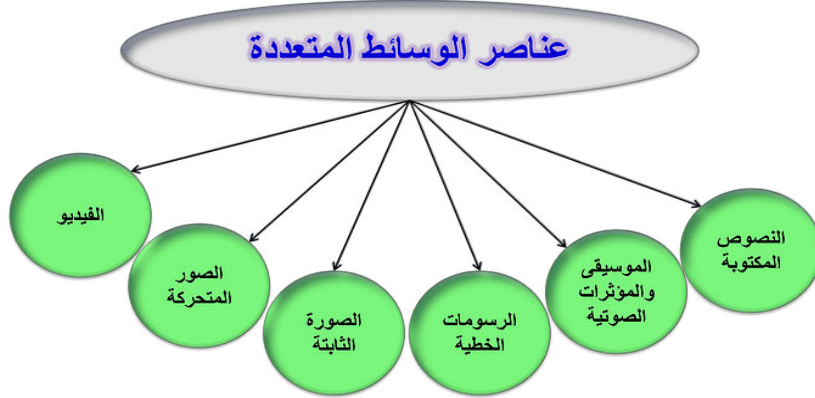 عناصر الوسائط المتعددة
النصوص
المكتوبة
الموسيقى
والمؤثرات
الصوتية
الرسومات
الخطية
الصورة
الثابتة
الصور
المتحركة
الفيديو